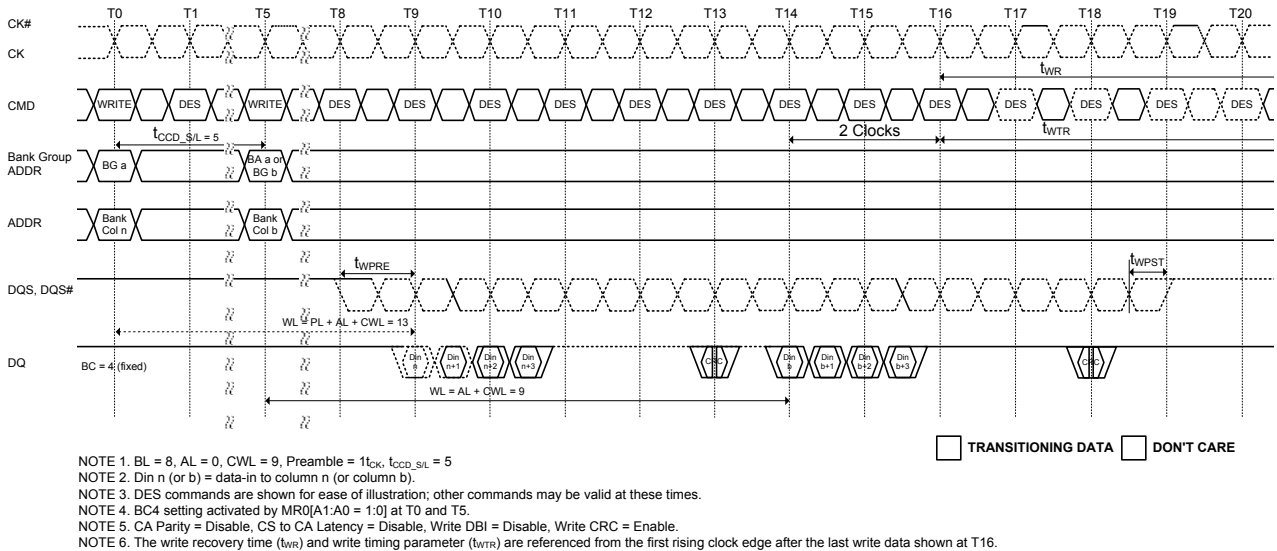 T0 T1 T5 T8 T9 T10 T11 T12 T13 T14 T15 T16 T17 T18 T19 T20
CK#
CK
tWR
CMD WRITE DES WRITE DES DES DES DES DES DES DES DES DES DES DES DES DES
tCCD_S/L = 5
2 Clocks
tWTR
Bank Group
ADDR
BG a
BA a or
BG b
ADDR
Bank
Col n
Bank
Col b
tWPRE
tWPST
DQS, DQS#
WL = PL + AL + CWL = 13
DQ
BC = 4 (fixed)
Din
n
Din
n+1
Din
n+2
Din
n+3
CRC
Din
b
Din
b+1
Din
b+2
Din
b+3
CRC
WL = AL + CWL = 9
TRANSITIONING DATA DON'T CARE
NOTE 1. BL = 8, AL = 0, CWL = 9, Preamble = 1tCK, tCCD_S/L = 5
NOTE 2. Din n (or b) = data-in to column n (or column b).
NOTE 3. DES commands are shown for ease of illustration; other commands may be valid at these times.
NOTE 4. BC4 setting activated by MR0[A1:A0 = 1:0] at T0 and T5.
NOTE 5. CA Parity = Disable, CS to CA Latency = Disable, Write DBI = Disable, Write CRC = Enable.
NOTE 6. The write recovery time (tWR) and write timing parameter (tWTR) are referenced from the first rising clock edge after the last write data shown at T16.